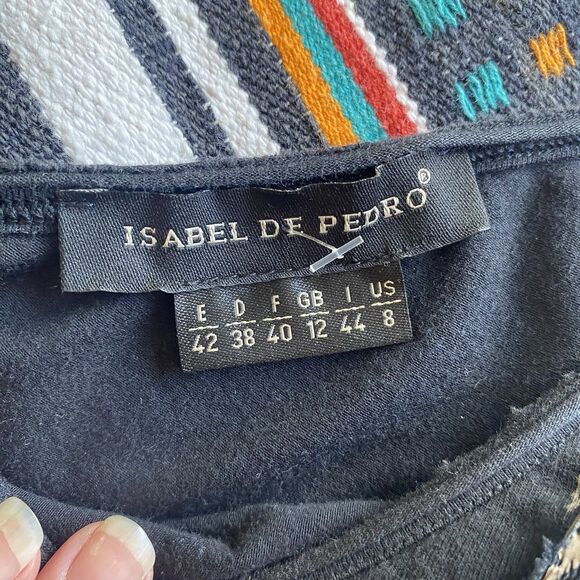 ISABEL DE PEDRO®
E D F GB I US
42 38 40 12 44 8